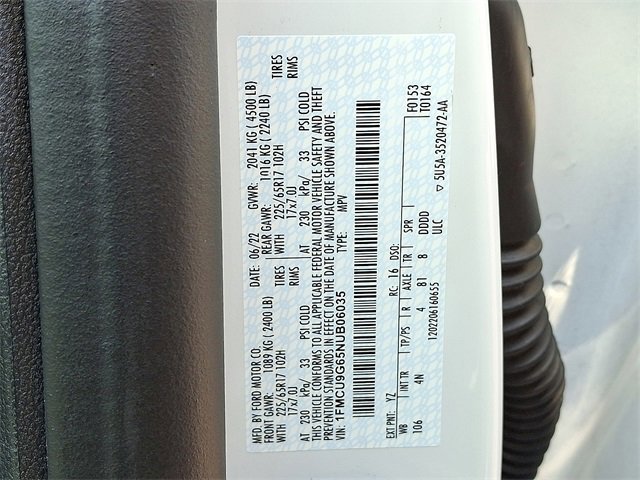 MFD. BY FORD MOTOR CO.
DATE: 06/22 GVWR: 2041 KG ( 4500 LB)
FRONT GAWR: 1089 KG (2400 LB) REAR GAWR: 1016 KG ( 2240 LB)
WITH 225/65R17 102H TIRES WITH 225/65R17 102H TIRES
17x7.0J RIMS 17x7.0J RIMS
AT 230 kPa/ 33 PSI COLD AT 230 kPa/ 33 PSI COLD
THIS VEHICLE CONFORMS TO ALL APPLICABLE FEDERAL MOTOR VEHICLE SAFETY AND THEFT
PREVENTION STANDARDS IN EFFECT ON THE DATE OF MANUFACTURE SHOWN ABOVE.
VIN: 1FMCU9G65NUB06035 TYPE: MPV
EXT PNT: YZ RC: 16 DSO: F0153
WB INT TR TP/PS R AXLE TR SPR T0164
106 4N 4 81 8 DDDD
ULC ▽ 5U5A-3520472-AA
1202206160655